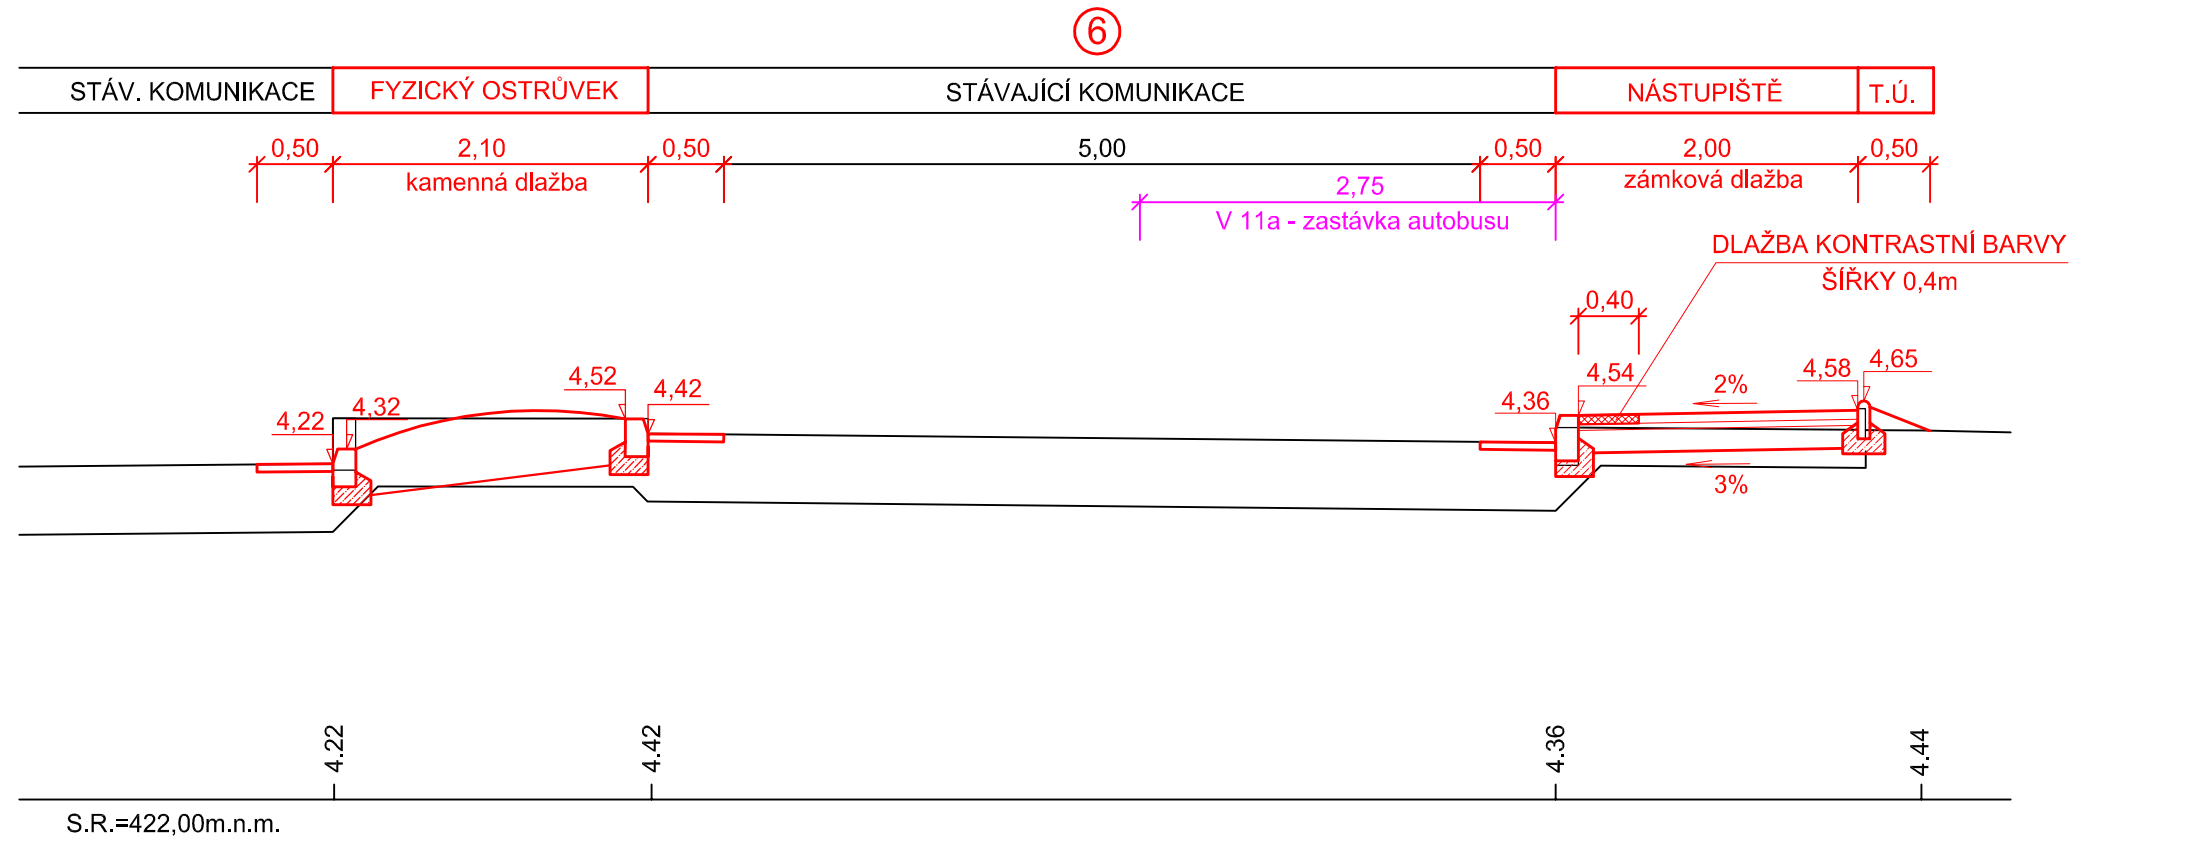 6
STÁV. KOMUNIKACE FYZICKÝ OSTRŮVEK STÁVAJÍCÍ KOMUNIKACE NÁSTUPIŠTĚ T.Ú.
0,50 2,10 0,50 5,00 0,50 2,00 0,50
kamenná dlažba zámková dlažba
2,75
V 11a - zastávka autobusu
DLAŽBA KONTRASTNÍ BARVY
ŠÍŘKY 0,4m
0,40
4,22 4,32 4,52 4,42 4,36 4,54 2% 4,58 4,65
3%
4.22 4.42 4.36 4.44
S.R.=422,00m.n.m.